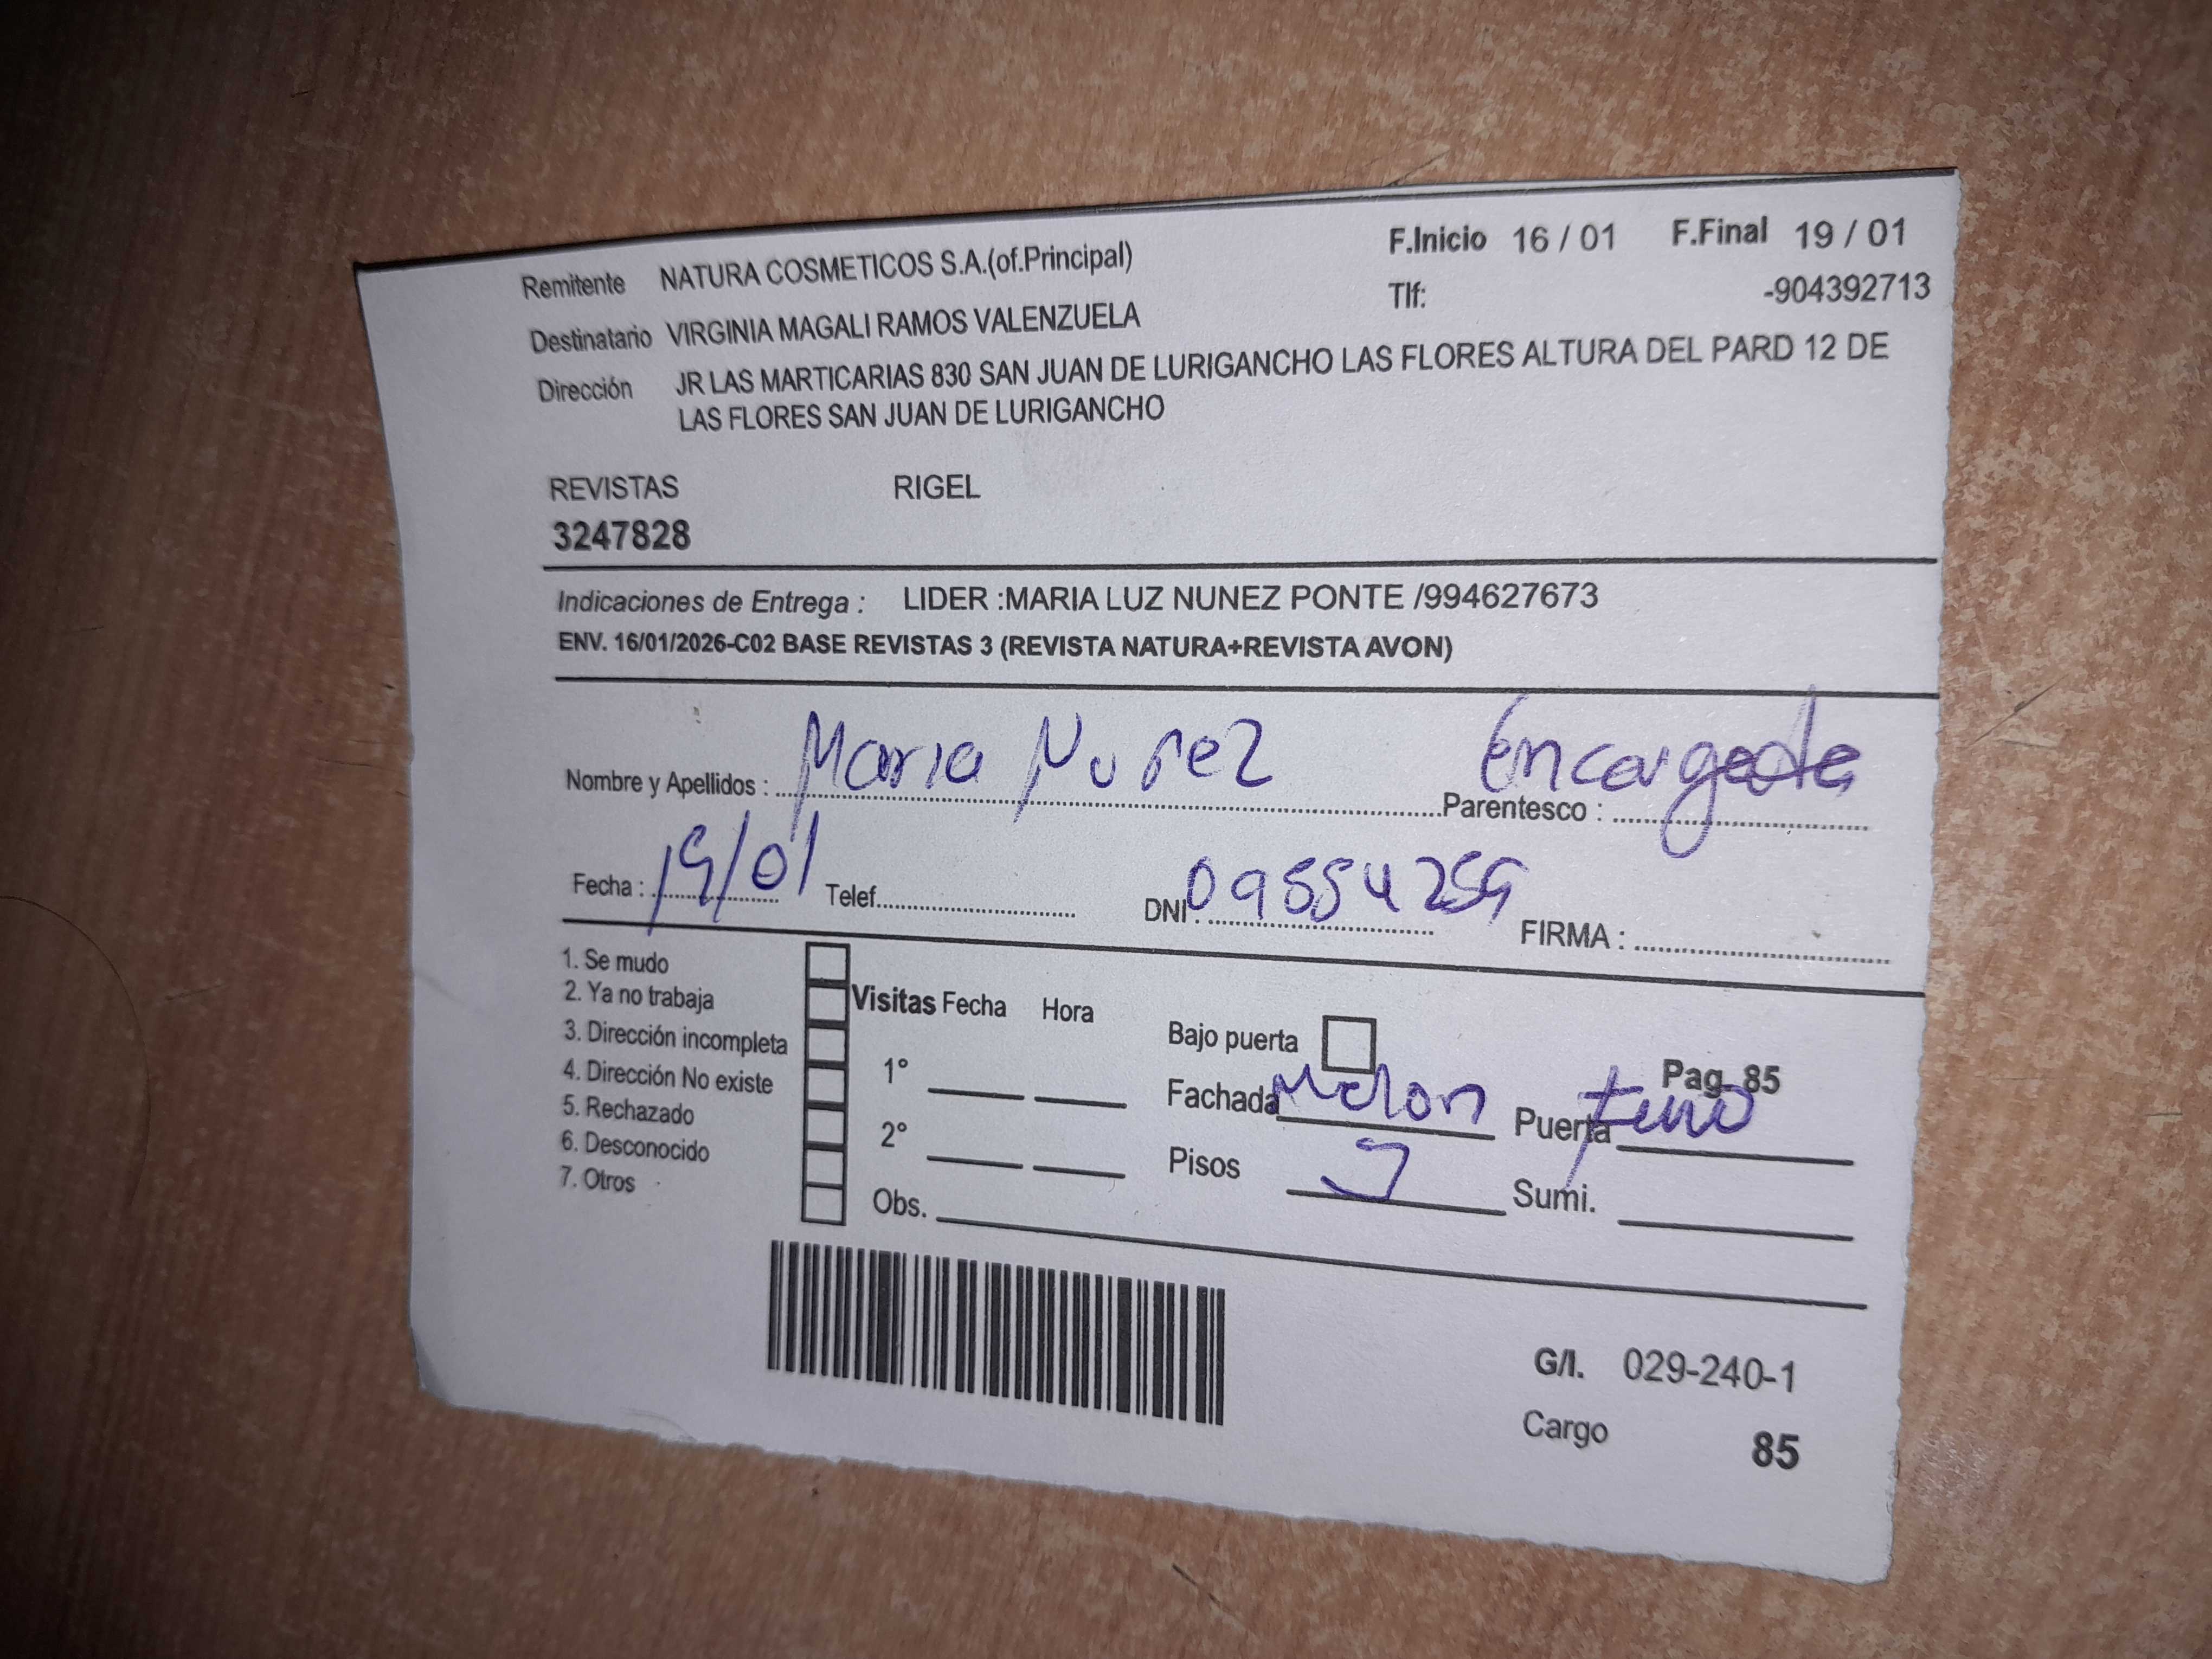 Remitente NATURA COSMETICOS S.A.(of.Principal) F.Inicio 16 / 01 F.Final 19 / 01
Destinatario VIRGINIA MAGALI RAMOS VALENZUELA Tlf: -904392713
Dirección JR LAS MARTICARIAS 830 SAN JUAN DE LURIGANCHO LAS FLORES ALTURA DEL PARD 12 DE
LAS FLORES SAN JUAN DE LURIGANCHO
REVISTAS RIGEL
3247828
Indicaciones de Entrega : LIDER :MARIA LUZ NUNEZ PONTE /994627673
ENV. 16/01/2026-C02 BASE REVISTAS 3 (REVISTA NATURA+REVISTA AVON)
Nombre y Apellidos : Maria Nuñez Parentesco : Encargada
Fecha : 19/01 Telef. DNI : 09554259 FIRMA :
1. Se mudo
2. Ya no trabaja Visitas Fecha Hora
3. Dirección incompleta Bajo puerta
4. Dirección No existe 1° Fachada Melon Puerta Pag. 85
5. Rechazado
6. Desconocido 2° Pisos Sumi.
7. Otros Obs.
G/I. 029-240-1
Cargo 85